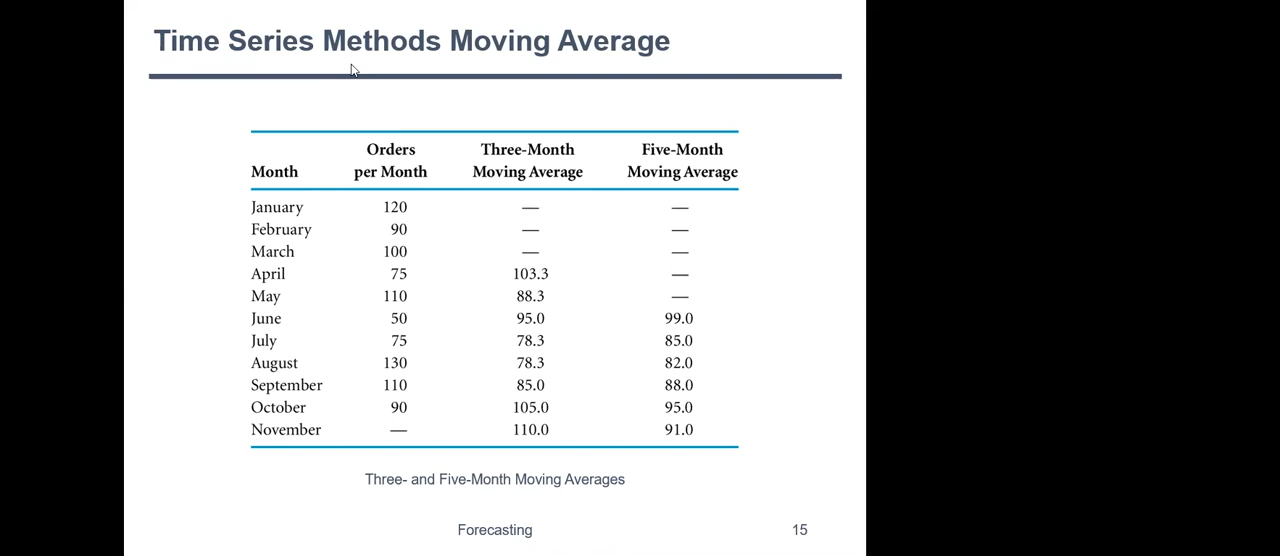 Time Series Methods Moving Average
Orders Three-Month Five-Month
Month per Month Moving Average Moving Average
January 120 — —
February 90 — —
March 100 — —
April 75 103.3 —
May 110 88.3 —
June 50 95.0 99.0
July 75 78.3 85.0
August 130 78.3 82.0
September 110 85.0 88.0
October 90 105.0 95.0
November — 110.0 91.0
Three- and Five-Month Moving Averages
Forecasting 15